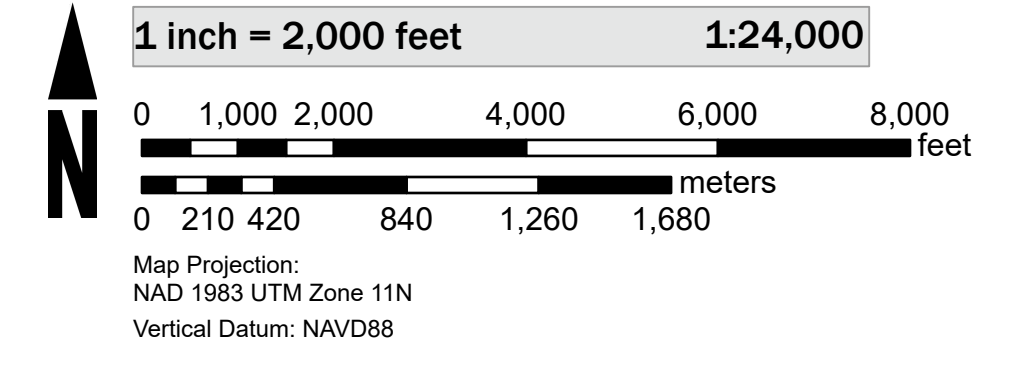 1 inch = 2,000 feet 1:24,000
0 1,000 2,000 4,000 6,000 8,000
feet
N
meters
0 210 420 840 1,260 1,680
Map Projection:
NAD 1983 UTM Zone 11N
Vertical Datum: NAVD88